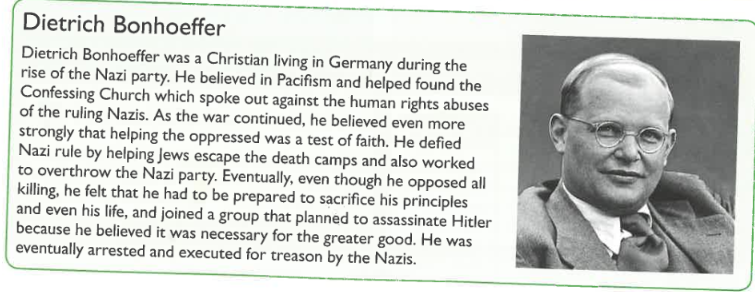 Dietrich Bonhoeffer
Dietrich Bonhoeffer was a Christian living in Germany during the
rise of the Nazi party. He believed in Pacifism and helped found the
Confessing Church which spoke out against the human rights abuses
of the ruling Nazis. As the war continued, he believed even more
strongly that helping the oppressed was a test of faith. He defied
Nazi rule by helping Jews escape the death camps and also worked
to overthrow the Nazi party. Eventually, even though he opposed all
killing, he felt that he had to be prepared to sacrifice his principles
and even his life, and joined a group that planned to assassinate Hitler
because he believed it was necessary for the greater good. He was
eventually arrested and executed for treason by the Nazis.